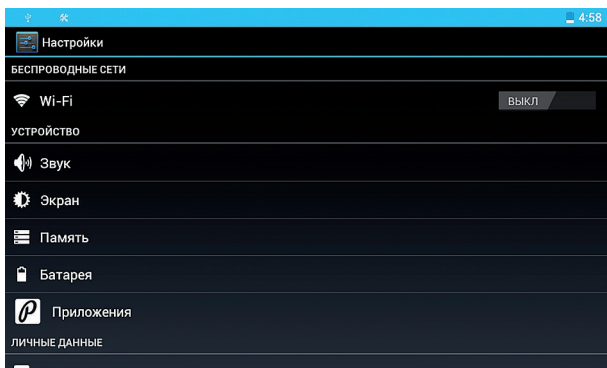 4:58
Настройки
БЕСПРОВОДНЫЕ СЕТИ
Wi-Fi
ВЫКЛ
УСТРОЙСТВО
Звук
Экран
Память
Батарея
Приложения
ЛИЧНЫЕ ДАННЫЕ